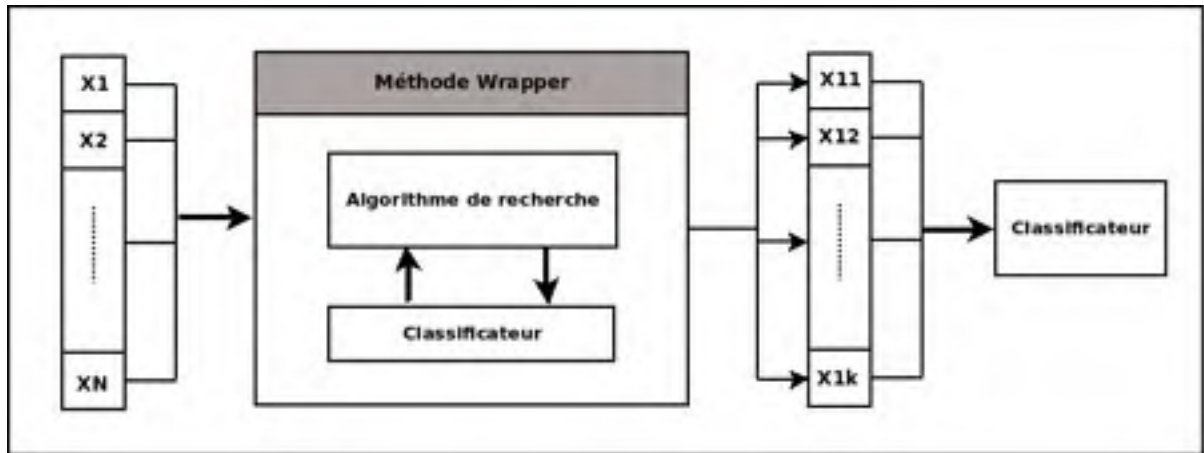 X1
X2
XN
Méthode Wrapper
Algorithme de recherche
Classificateur
X11
X12
X1k
Classificateur